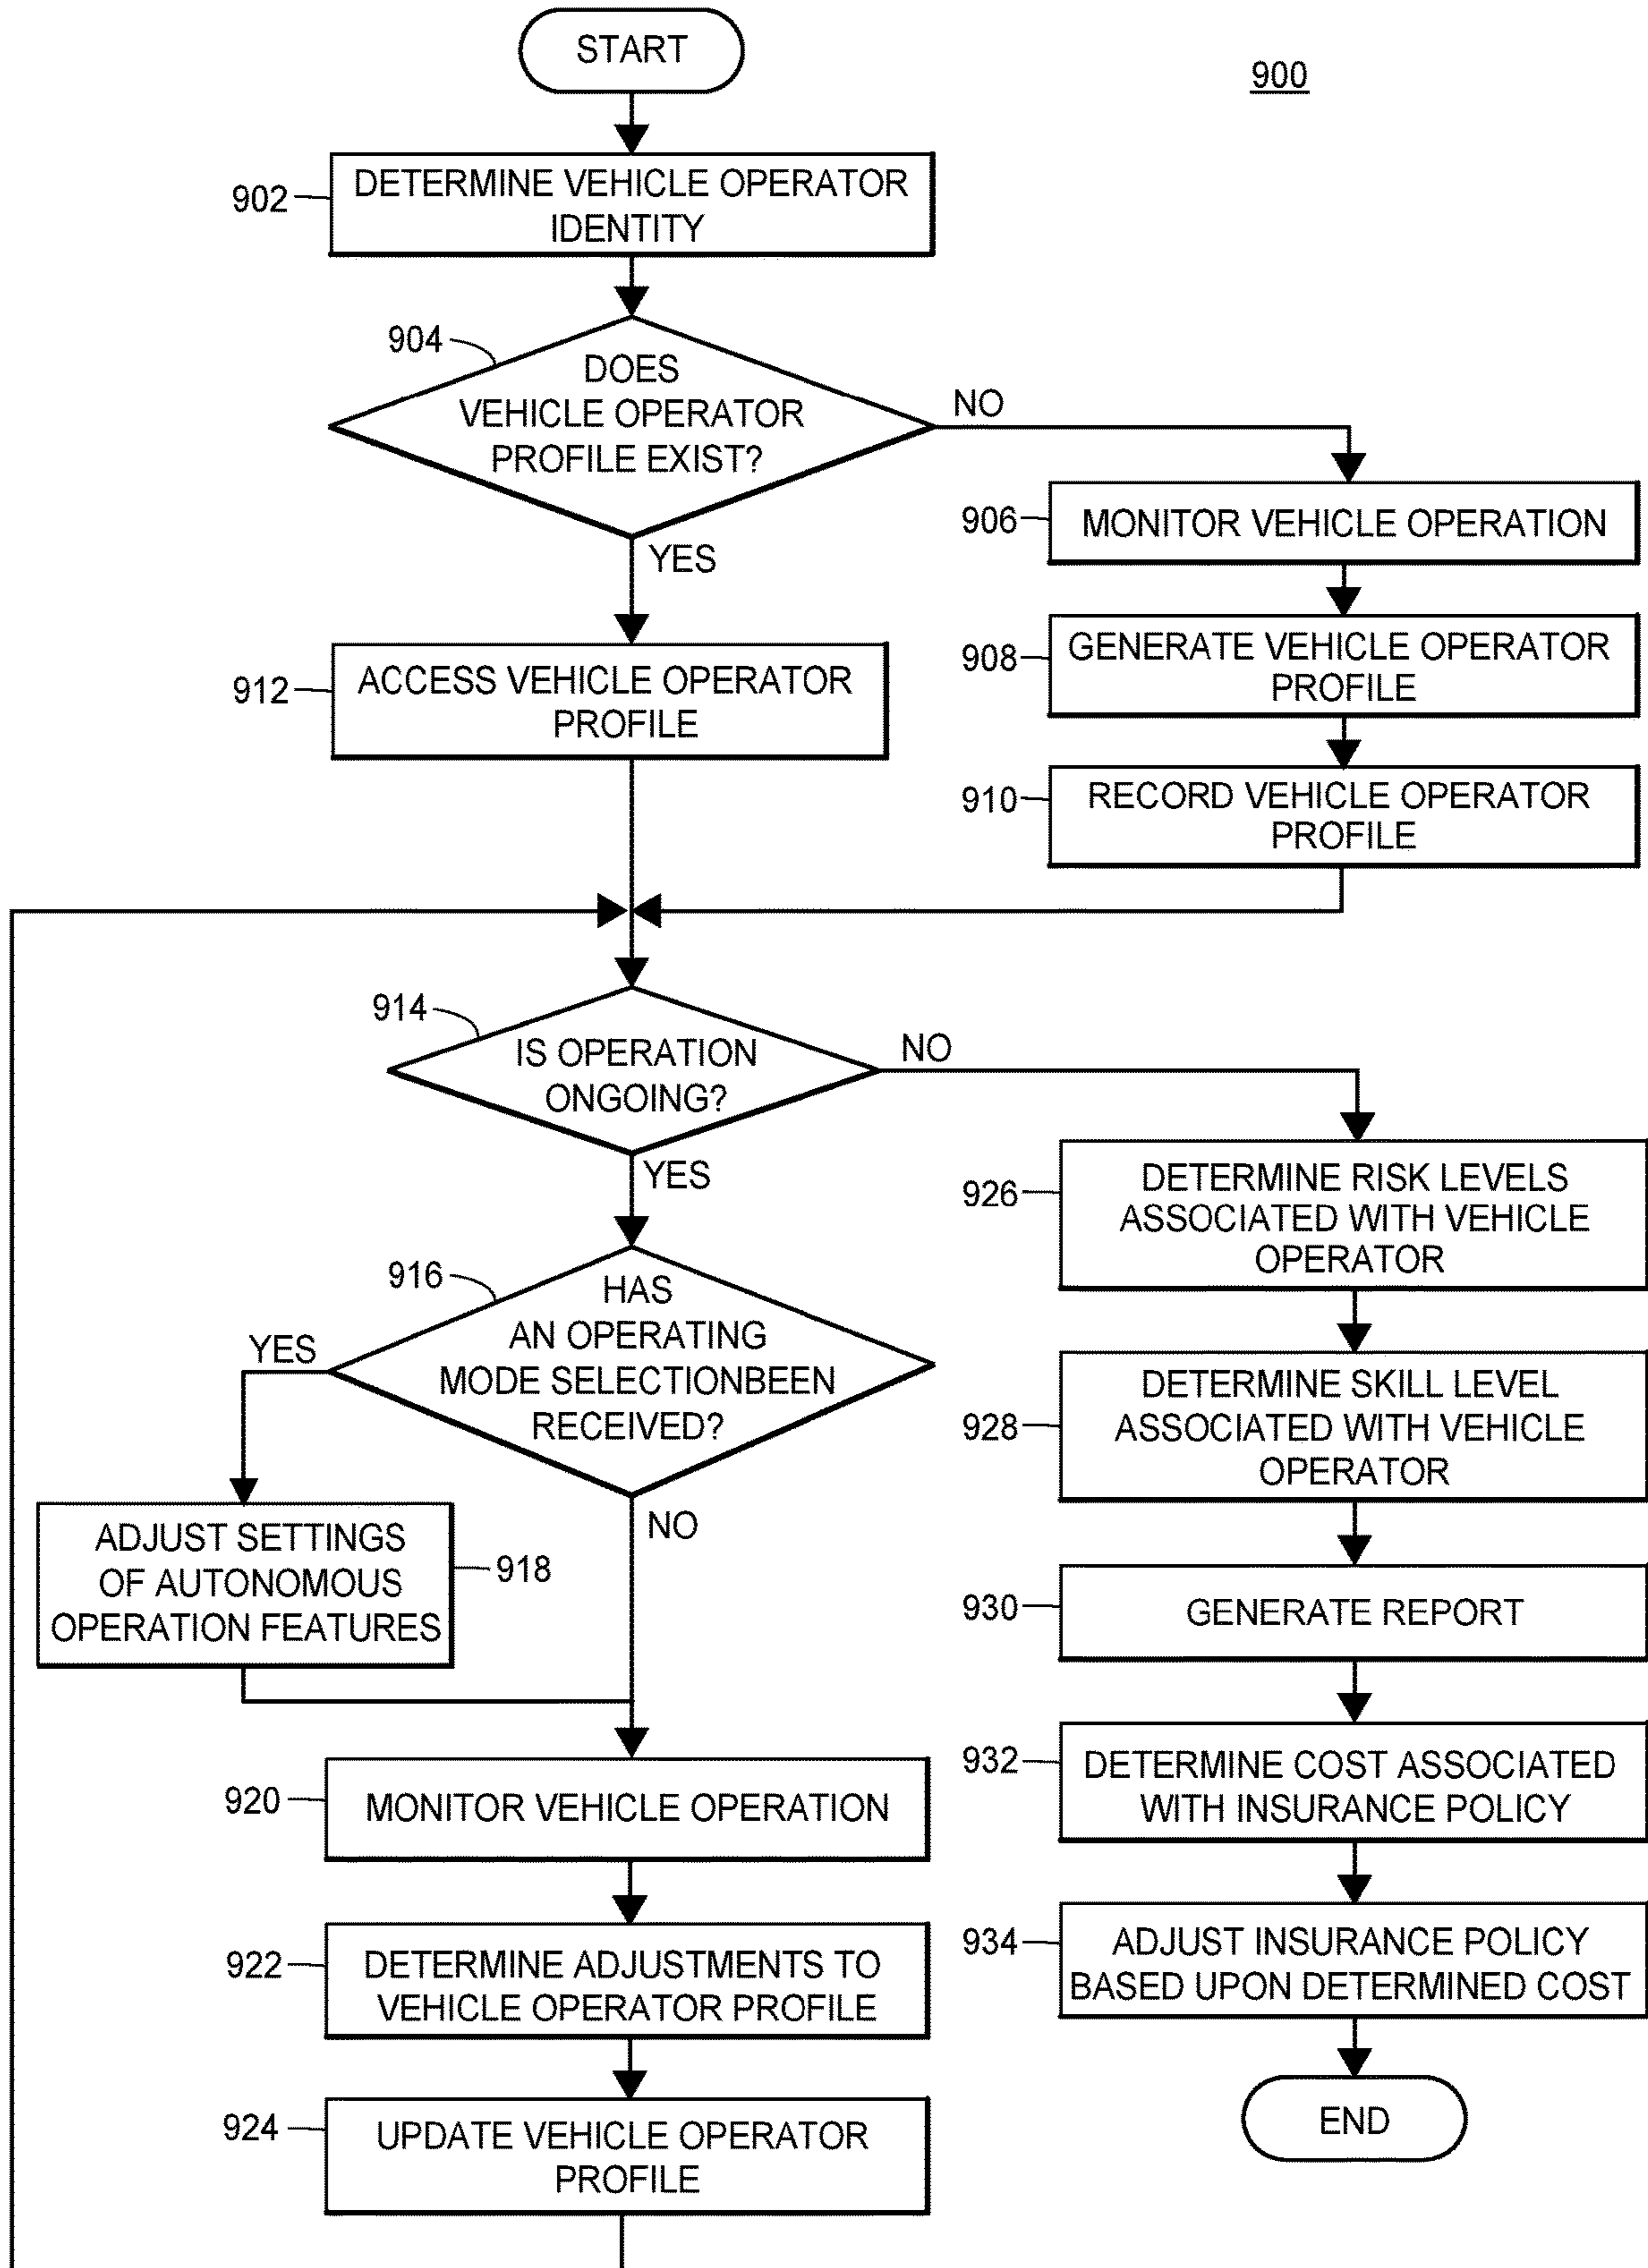 START
900
902
DETERMINE VEHICLE OPERATOR
IDENTITY
904
DOES
VEHICLE OPERATOR
PROFILE EXIST?
NO
YES
906
MONITOR VEHICLE OPERATION
908
GENERATE VEHICLE OPERATOR
PROFILE
910
RECORD VEHICLE OPERATOR
PROFILE
912
ACCESS VEHICLE OPERATOR
PROFILE
914
IS OPERATION
ONGOING?
NO
YES
916
HAS
AN OPERATING
MODE SELECTIONBEEN
RECEIVED?
YES
NO
ADJUST SETTINGS
OF AUTONOMOUS
OPERATION FEATURES
918
920
MONITOR VEHICLE OPERATION
922
DETERMINE ADJUSTMENTS TO
VEHICLE OPERATOR PROFILE
924
UPDATE VEHICLE OPERATOR
PROFILE
926
DETERMINE RISK LEVELS
ASSOCIATED WITH VEHICLE
OPERATOR
928
DETERMINE SKILL LEVEL
ASSOCIATED WITH VEHICLE
OPERATOR
930
GENERATE REPORT
932
DETERMINE COST ASSOCIATED
WITH INSURANCE POLICY
934
ADJUST INSURANCE POLICY
BASED UPON DETERMINED COST
END